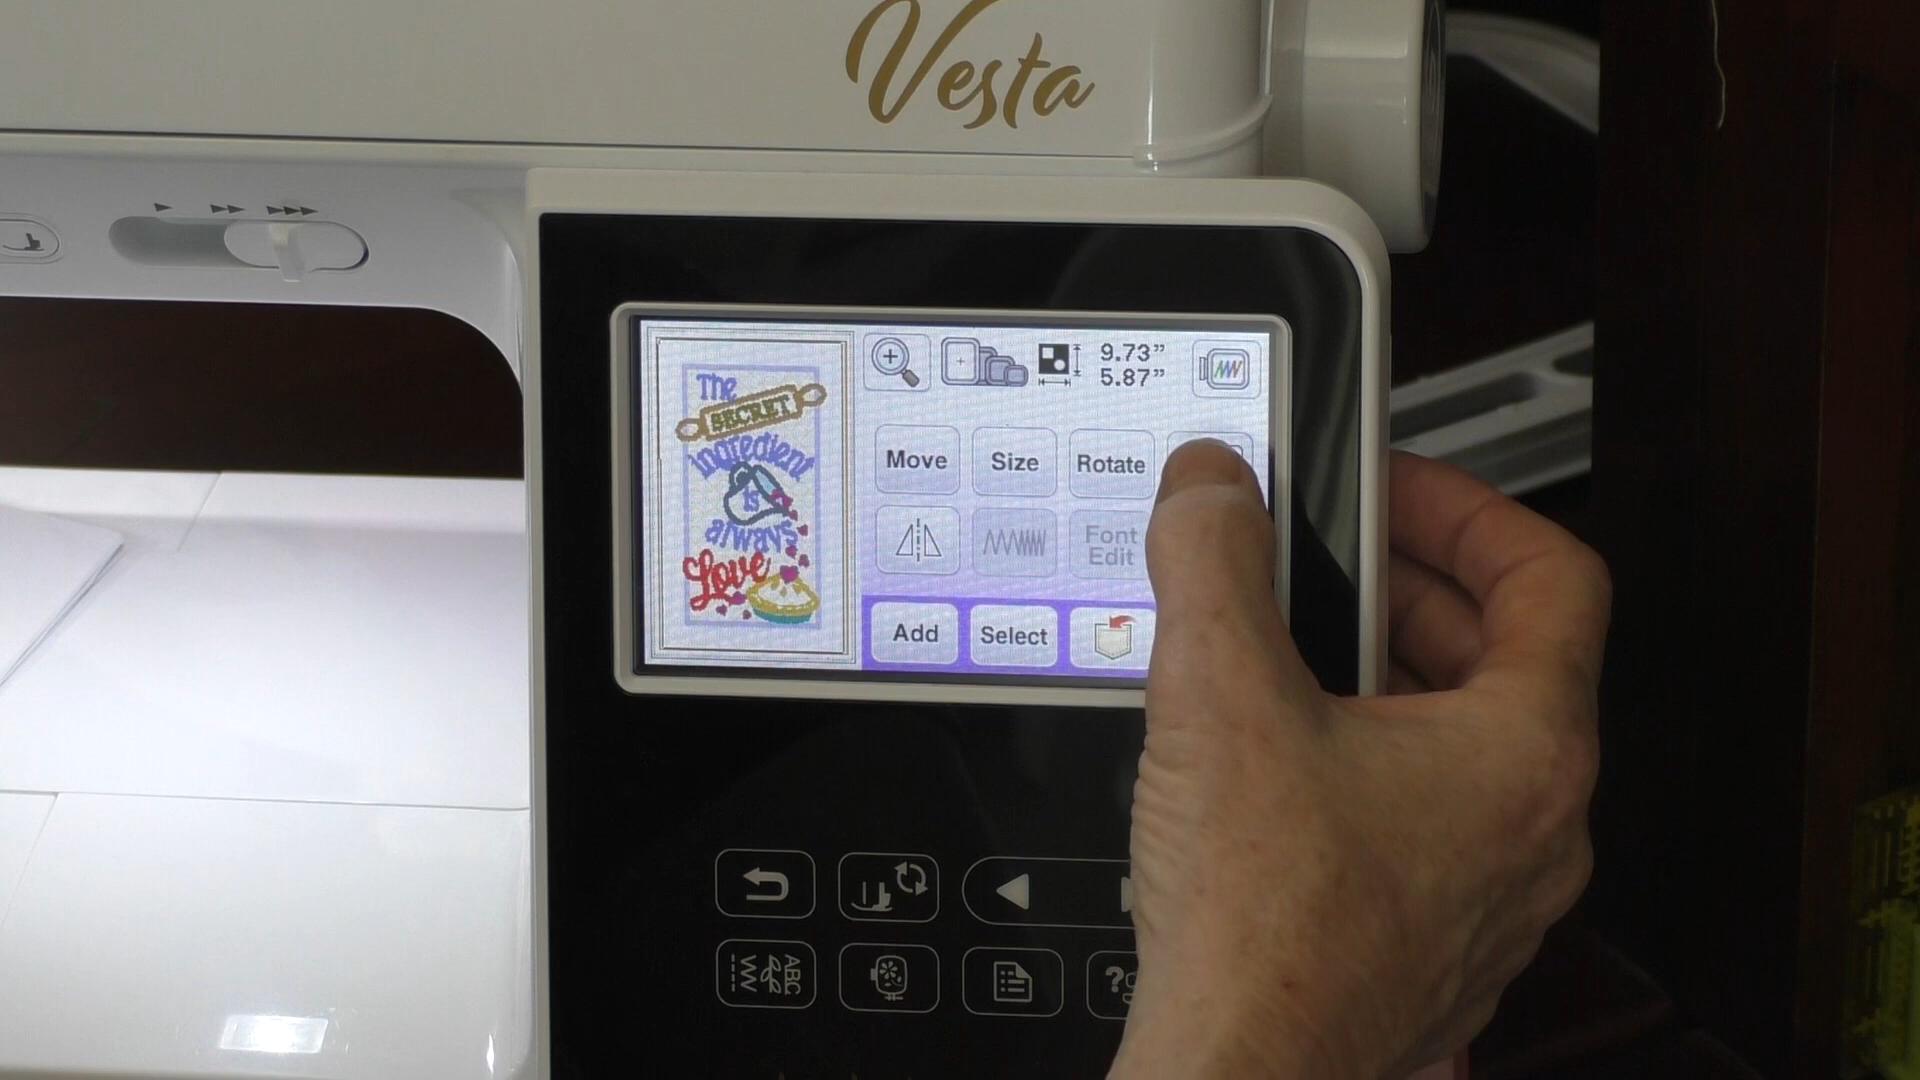 Vesta
9.73"
5.87"
The
SECRET
ingredient
is
always
Love
Move
Size
Rotate
Font
Edit
Add
Select
ABC
?